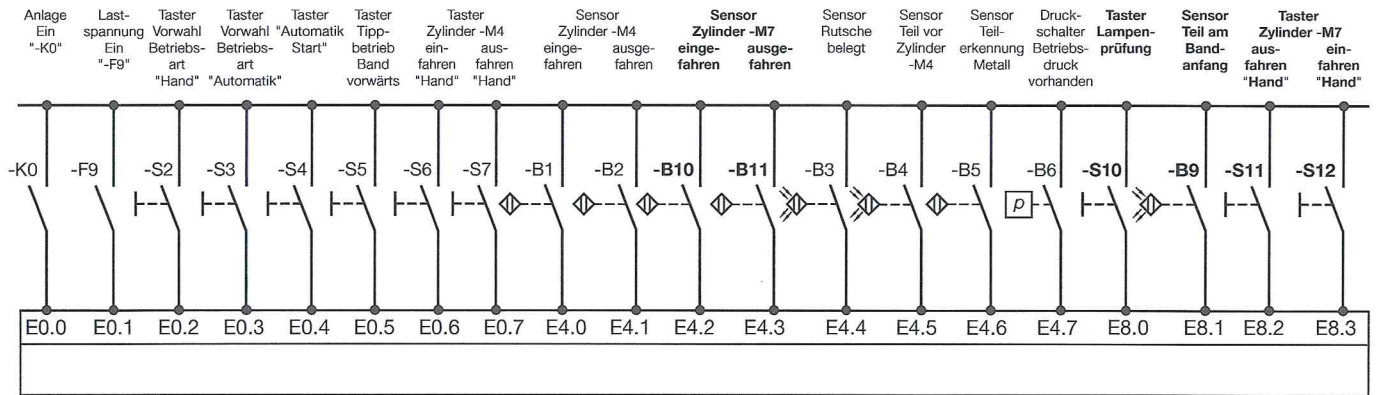 Anlage Ein "-K0"
Last-spannung Ein "-F9"
Taster Vorwahl Betriebs-art "Hand"
Taster Vorwahl Betriebs-art "Automatik"
Taster "Automatik Start"
Taster Tipp-betrieb Band vorwärts
Taster Zylinder -M4
ein-fahren "Hand"
aus-fahren "Hand"
Sensor Zylinder -M4
einge-fahren
ausge-fahren
Sensor Zylinder -M7
einge-fahren
ausge-fahren
Sensor Rutsche belegt
Sensor Teil vor Zylinder -M4
Sensor Teil-erkennung Metall
Druck-schalter Betriebs-druck vorhanden
Taster Lampen-prüfung
Sensor Teil am Band-anfang
Taster Zylinder -M7
aus-fahren "Hand"
ein-fahren "Hand"
-K0 -F9 -S2 -S3 -S4 -S5 -S6 -S7 -B1 -B2 -B10 -B11 -B3 -B4 -B5 -B6 -S10 -B9 -S11 -S12
p
E0.0 E0.1 E0.2 E0.3 E0.4 E0.5 E0.6 E0.7 E4.0 E4.1 E4.2 E4.3 E4.4 E4.5 E4.6 E4.7 E8.0 E8.1 E8.2 E8.3